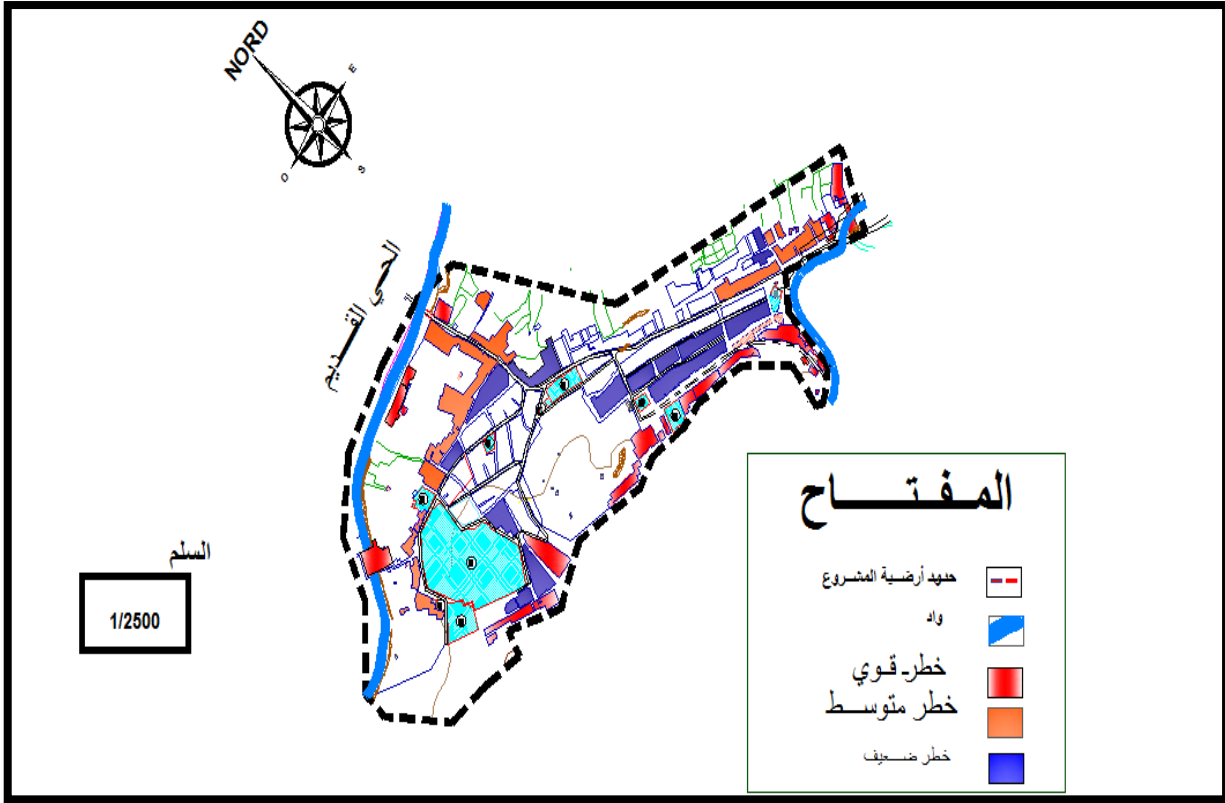 NORD
E
S
O
الحي القديم
السلم
1/2500
المفتاح
حدود أرضية المشروع
واد
خطر قوي
خطر متوسط
خطر ضعيف